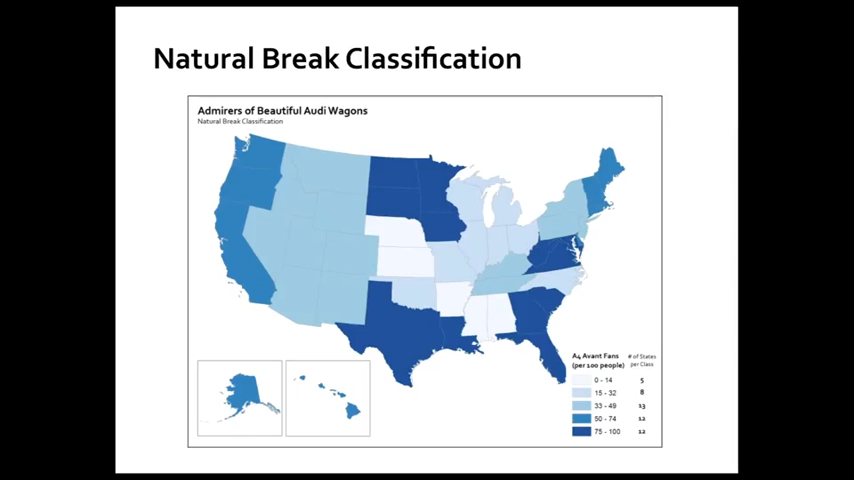 Natural Break Classification
Admirers of Beautiful Audi Wagons
Natural Break Classification
A4 Avant Fans # of States
(per 100 people) per Class
0 - 14 5
15 - 32 8
33 - 49 13
50 - 74 12
75 - 100 12